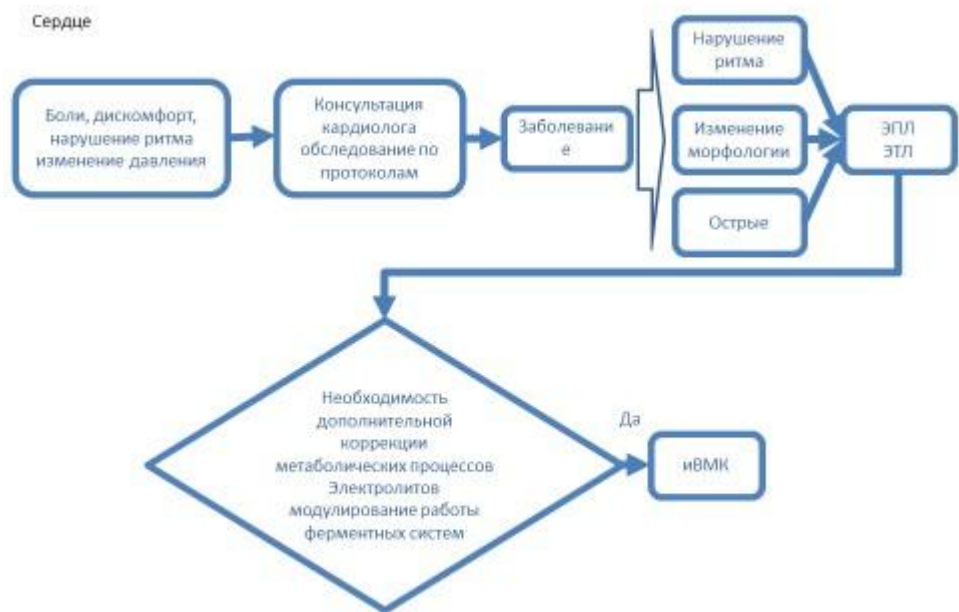 Сердце
Боли, дискомфорт,
нарушение ритма
изменение давления
Консультация
кардиолога
обследование по
протоколам
Заболевани
е
Нарушение
ритма
Изменение
морфологии
Острые
ЭПЛ
ЭТЛ
Необходимость
дополнительной
коррекции
метаболических процессов
Электролитов
модулирование работы
ферментных систем
Да
иВМК